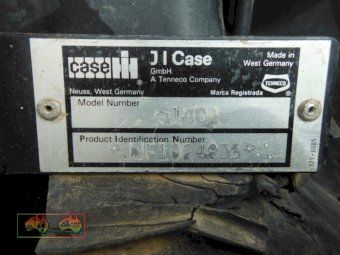 case IH
J I Case
GmbH
A Tenneco Company
Made in
West Germany
Neuss, West Germany
Marca Registrada
TENNECO
Model Number
Product Identification Number